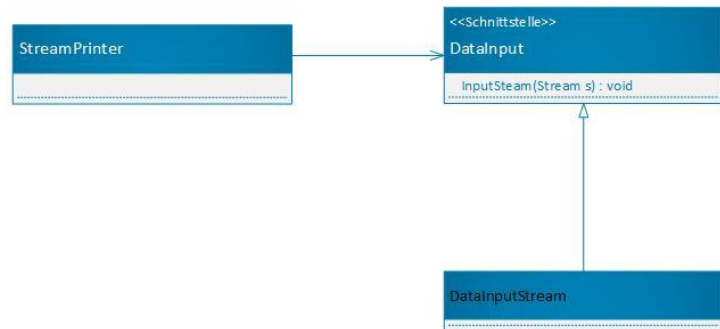 StreamPrinter
<<Schnittstelle>>
DataInput
InputSteam(Stream s) : void
DataInputStream